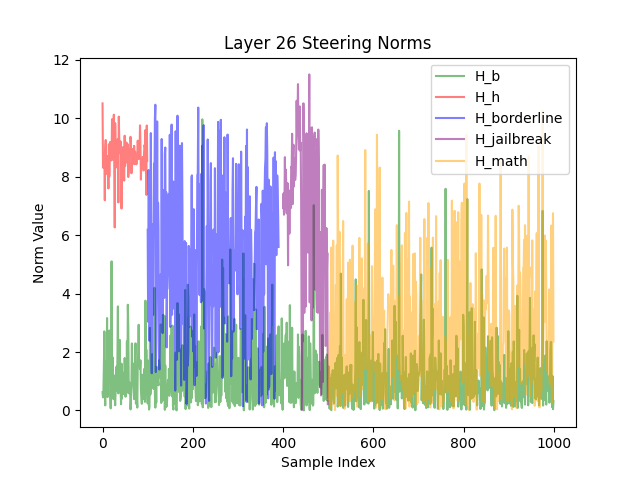 Layer 26 Steering Norms
12
10
8
6
4
2
0
Norm Value
0
200
400
600
800
1000
Sample Index
H_b
H_h
H_borderline
H_jailbreak
H_math